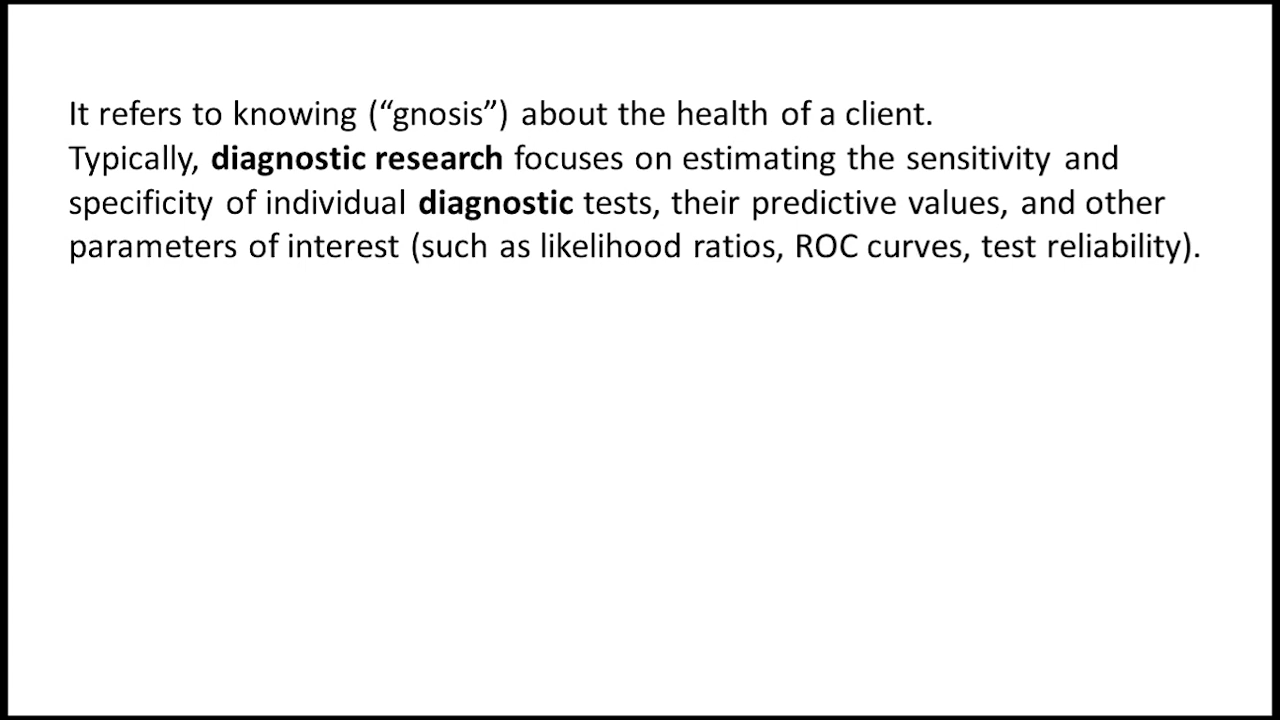 It refers to knowing (“gnosis”) about the health of a client.
Typically, diagnostic research focuses on estimating the sensitivity and
specificity of individual diagnostic tests, their predictive values, and other
parameters of interest (such as likelihood ratios, ROC curves, test reliability).